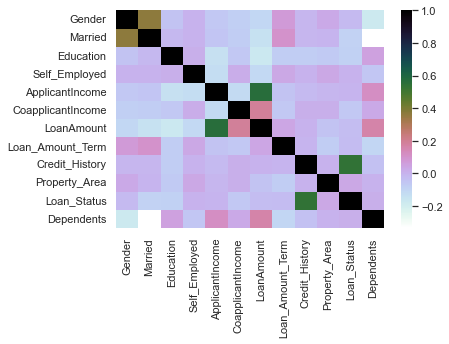 Gender
Married
Education
Self_Employed
ApplicantIncome
CoapplicantIncome
LoanAmount
Loan_Amount_Term
Credit_History
Property_Area
Loan_Status
Dependents
Gender
Married
Education
Self_Employed
ApplicantIncome
CoapplicantIncome
LoanAmount
Loan_Amount_Term
Credit_History
Property_Area
Loan_Status
Dependents
1.0
0.8
0.6
0.4
0.2
0.0
−0.2